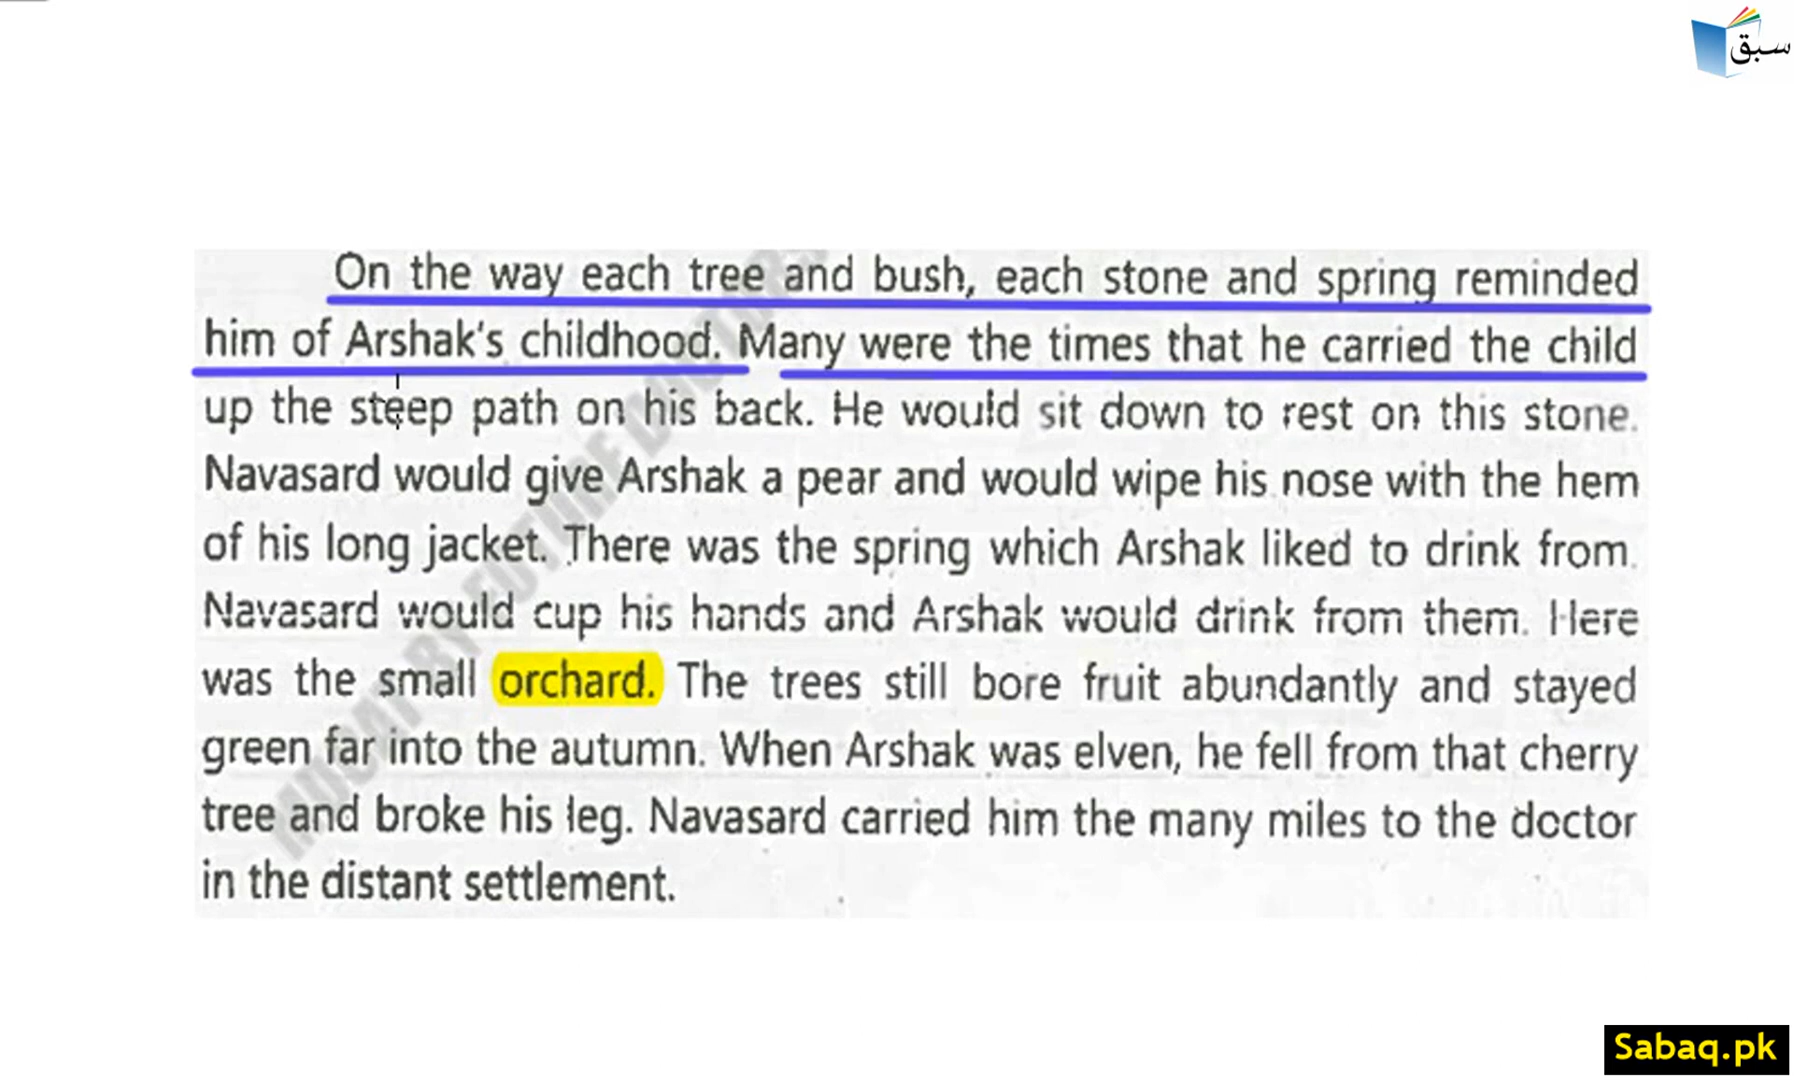 سبق
On the way each tree and bush, each stone and spring reminded
him of Arshak's childhood. Many were the times that he carried the child
up the steep path on his back. He would sit down to rest on this stone.
Navasard would give Arshak a pear and would wipe his nose with the hem
of his long jacket. There was the spring which Arshak liked to drink from.
Navasard would cup his hands and Arshak would drink from them. Here
was the small orchard. The trees still bore fruit abundantly and stayed
green far into the autumn. When Arshak was elven, he fell from that cherry
tree and broke his leg. Navasard carried him the many miles to the doctor
in the distant settlement.
Sabaq.pk